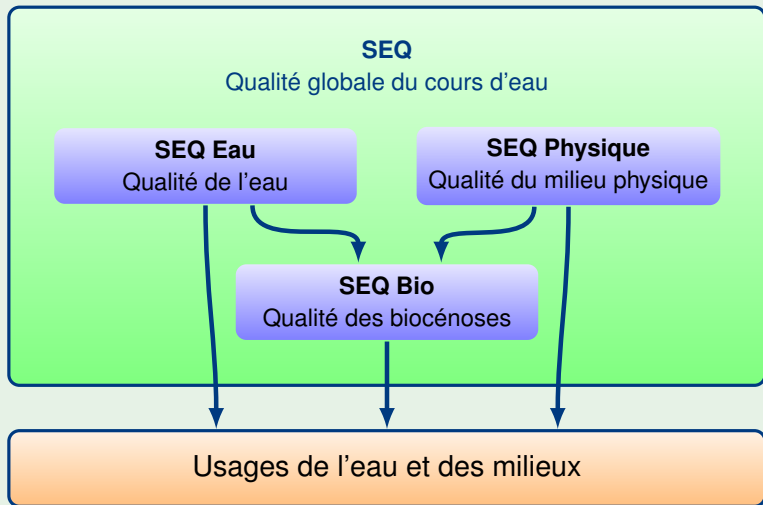 SEQ
Qualité globale du cours d'eau
SEQ Eau
Qualité de l'eau
SEQ Physique
Qualité du milieu physique
SEQ Bio
Qualité des biocénoses
Usages de l'eau et des milieux